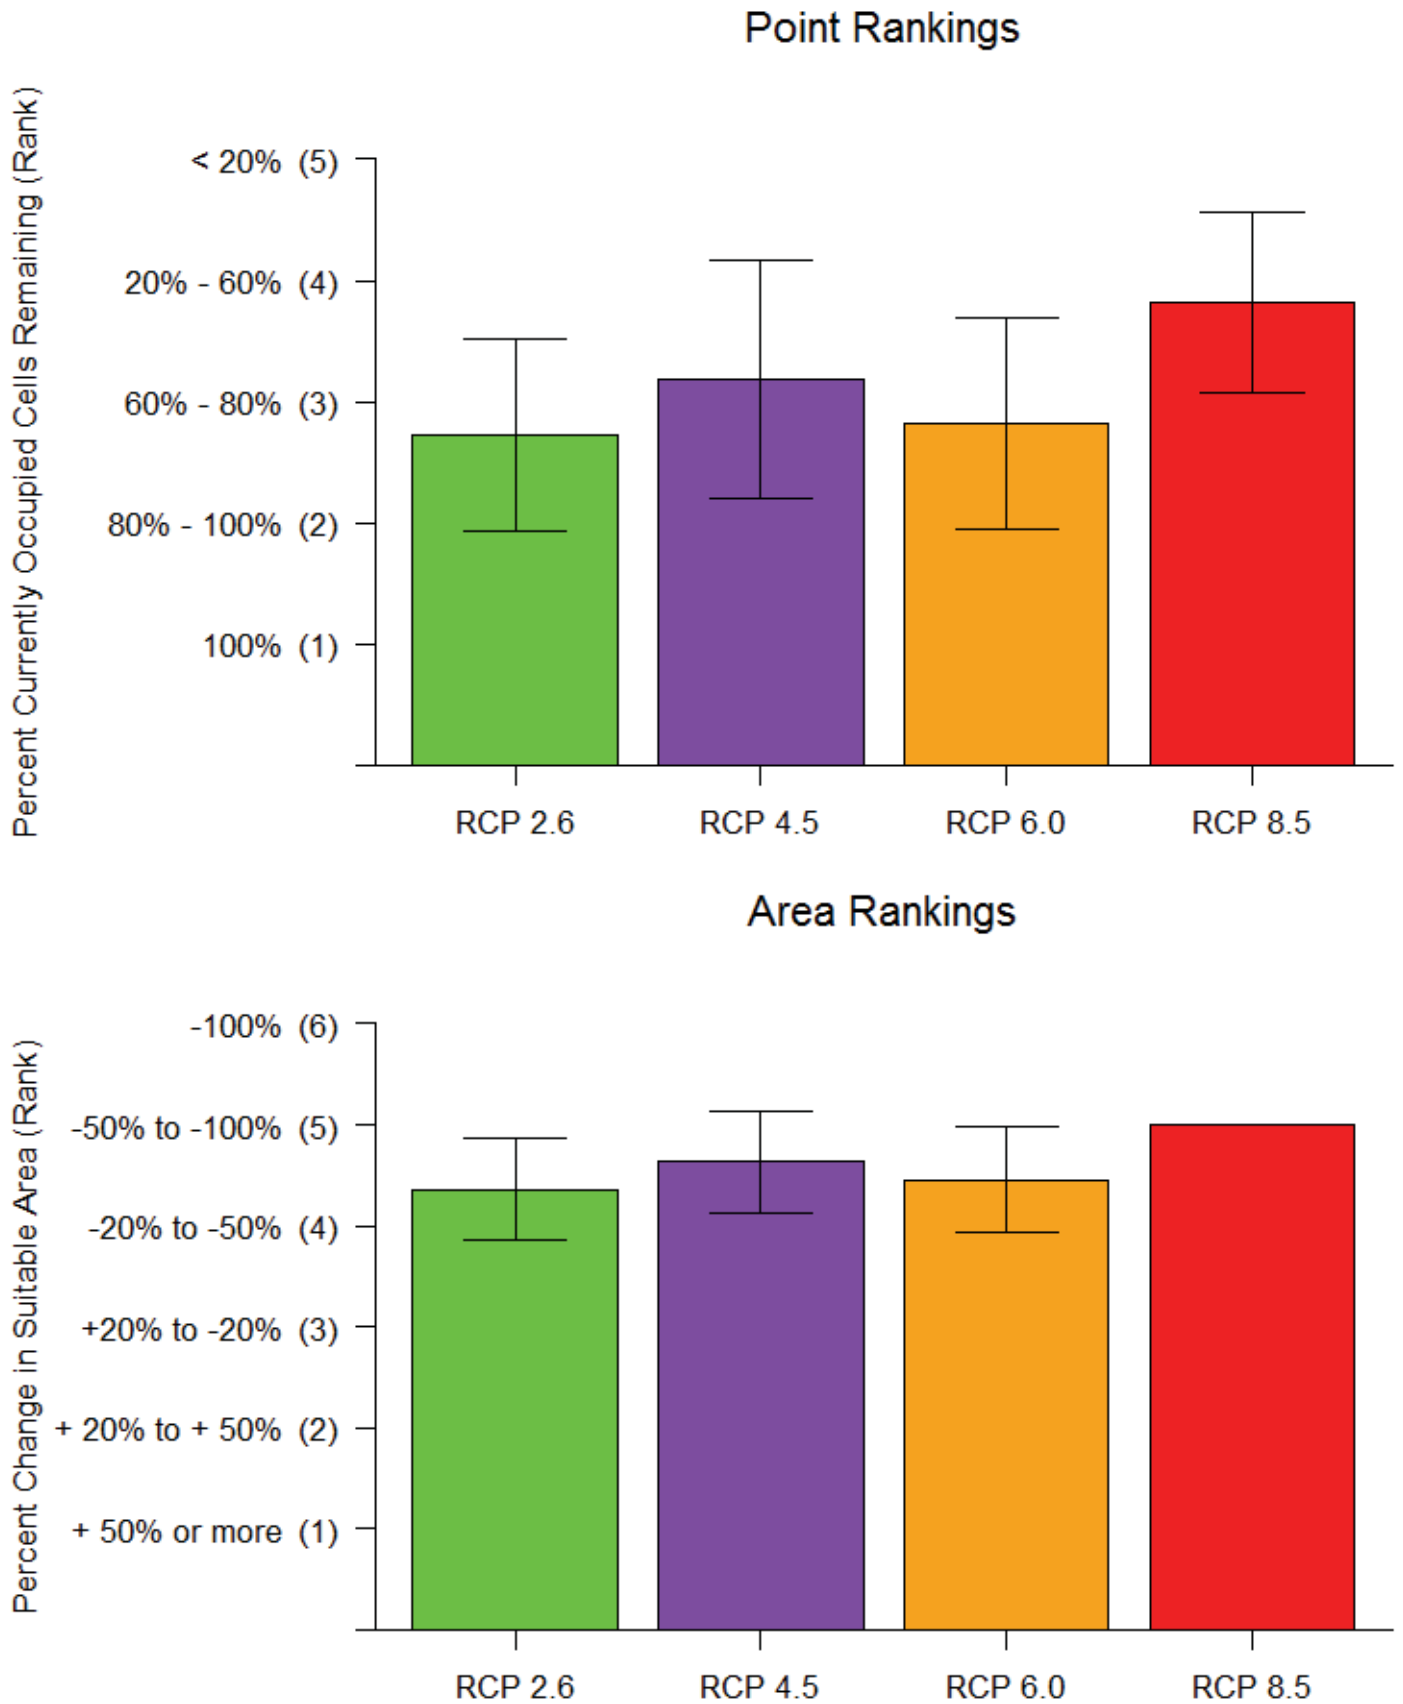 Point Rankings
Percent Currently Occupied Cells Remaining (Rank)
< 20% (5)
20% - 60% (4)
60% - 80% (3)
80% - 100% (2)
100% (1)
RCP 2.6 RCP 4.5 RCP 6.0 RCP 8.5
Area Rankings
Percent Change in Suitable Area (Rank)
-100% (6)
-50% to -100% (5)
-20% to -50% (4)
+20% to -20% (3)
+ 20% to + 50% (2)
+ 50% or more (1)
RCP 2.6 RCP 4.5 RCP 6.0 RCP 8.5